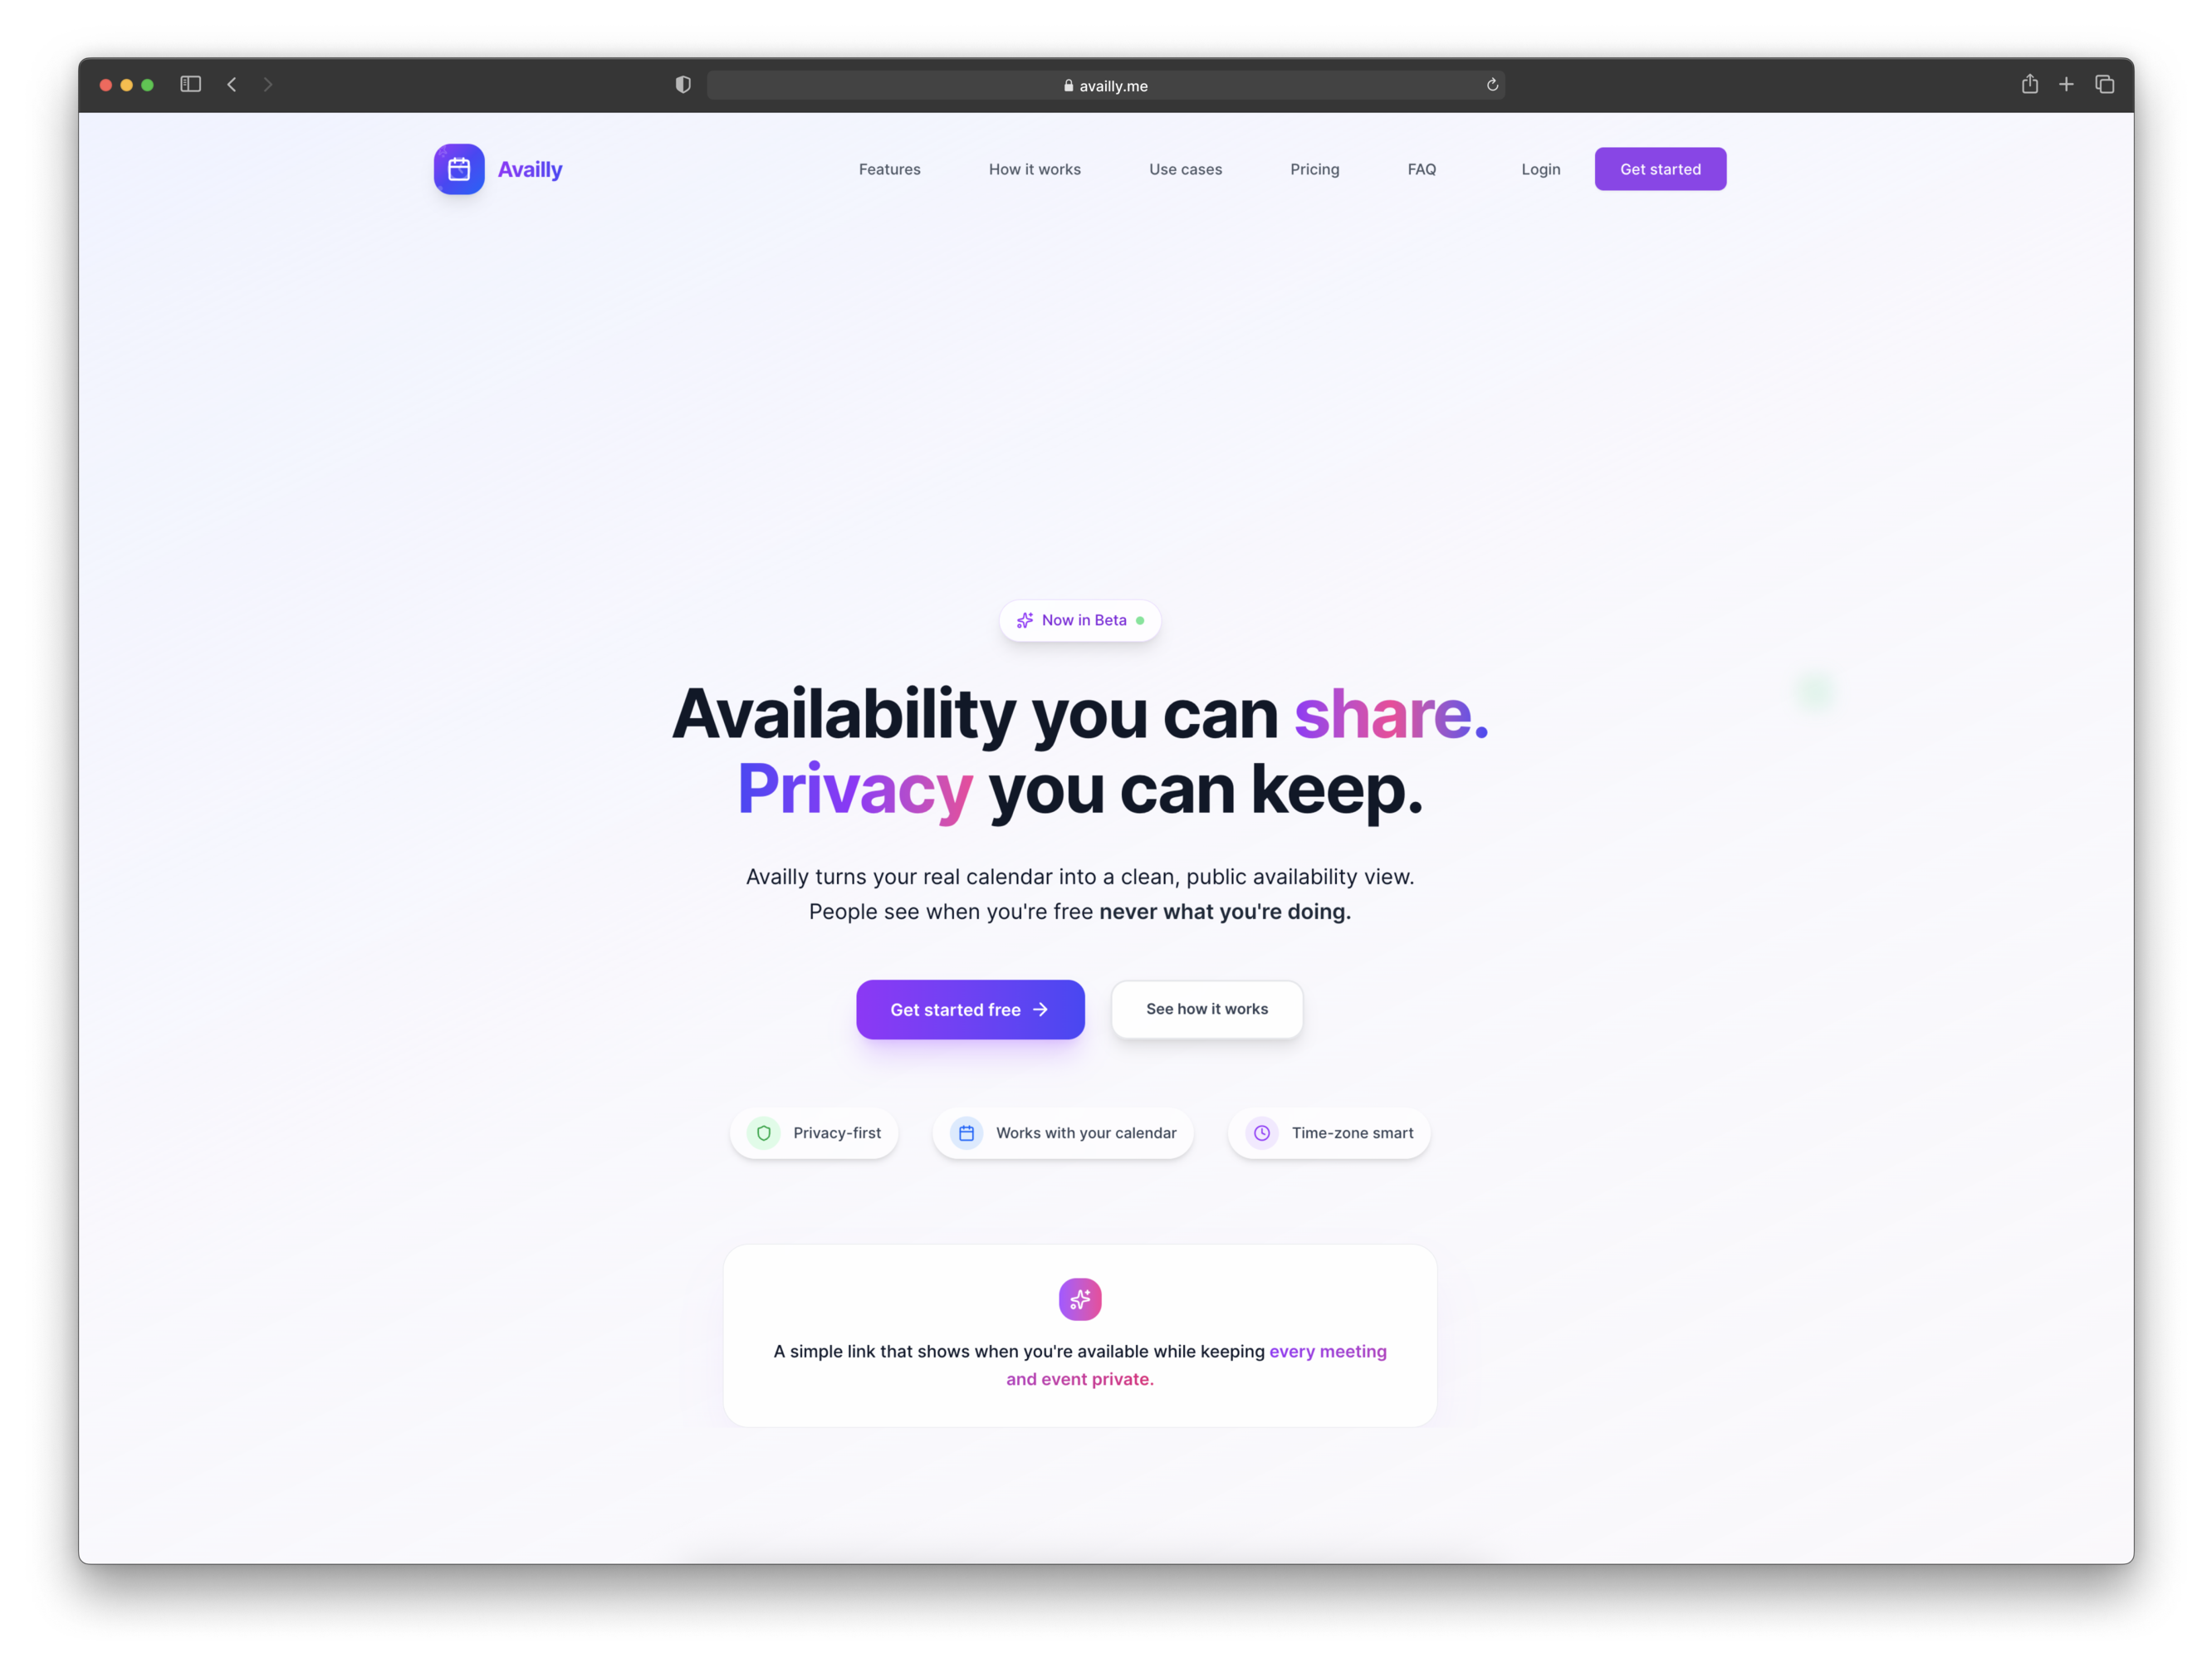 availly.me
Availly
Features
How it works
Use cases
Pricing
FAQ
Login
Get started
Now in Beta
Availability you can share.
Privacy you can keep.
Availly turns your real calendar into a clean, public availability view.
People see when you're free never what you're doing.
Get started free
See how it works
Privacy-first
Works with your calendar
Time-zone smart
A simple link that shows when you're available while keeping every meeting
and event private.